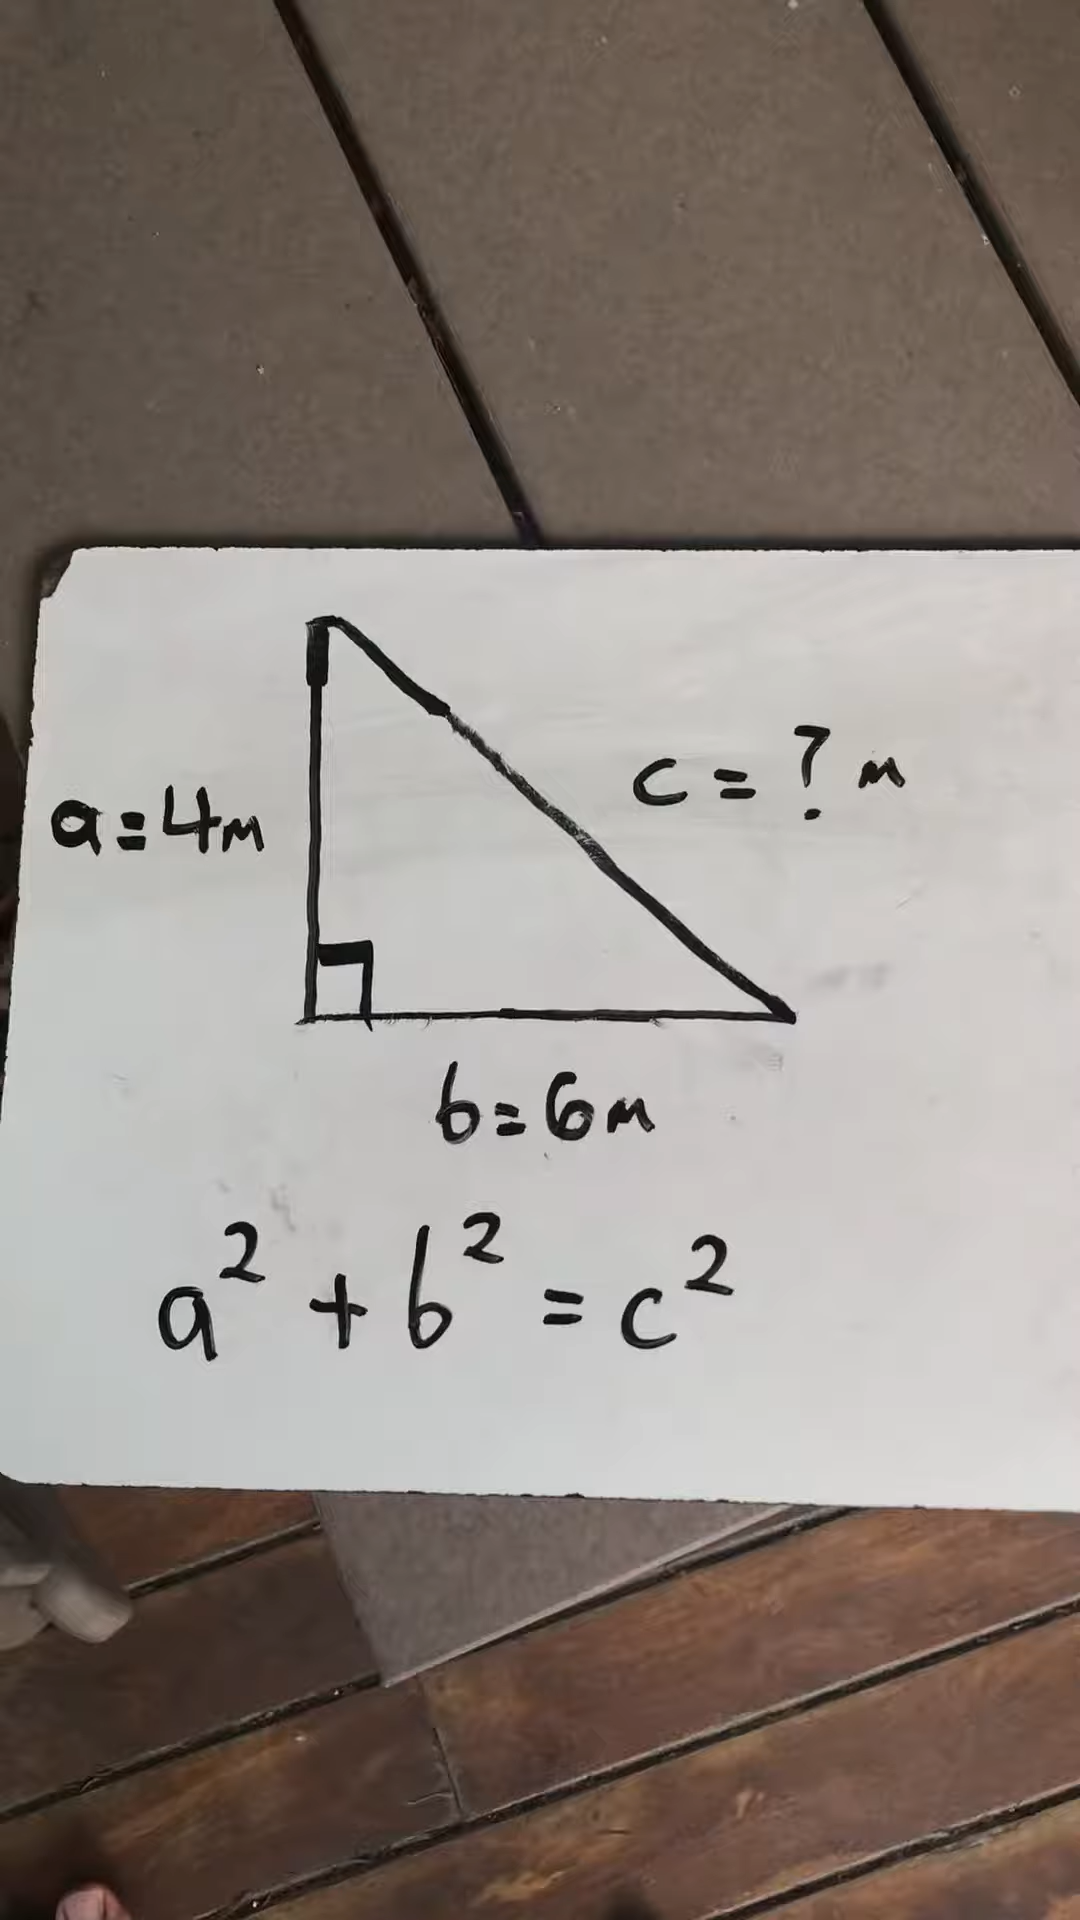 a=4m
c=?m
b=6m
a² + b² = c²